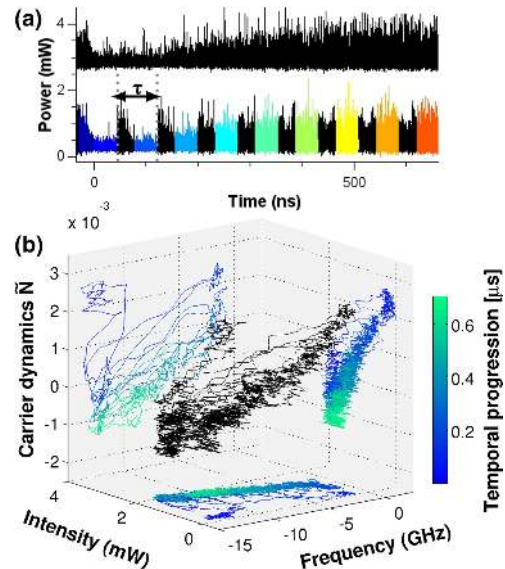 (a)
4
2
0
Power (mW)
τ
0
500
Time (ns)
x 10⁻³
(b)
3
2
1
0
-1
-2
Carrier dynamics Ñ
4
2
0
Intensity (mW)
-15
-10
-5
0
Frequency (GHz)
0.6
0.4
0.2
Temporal progression [µs]